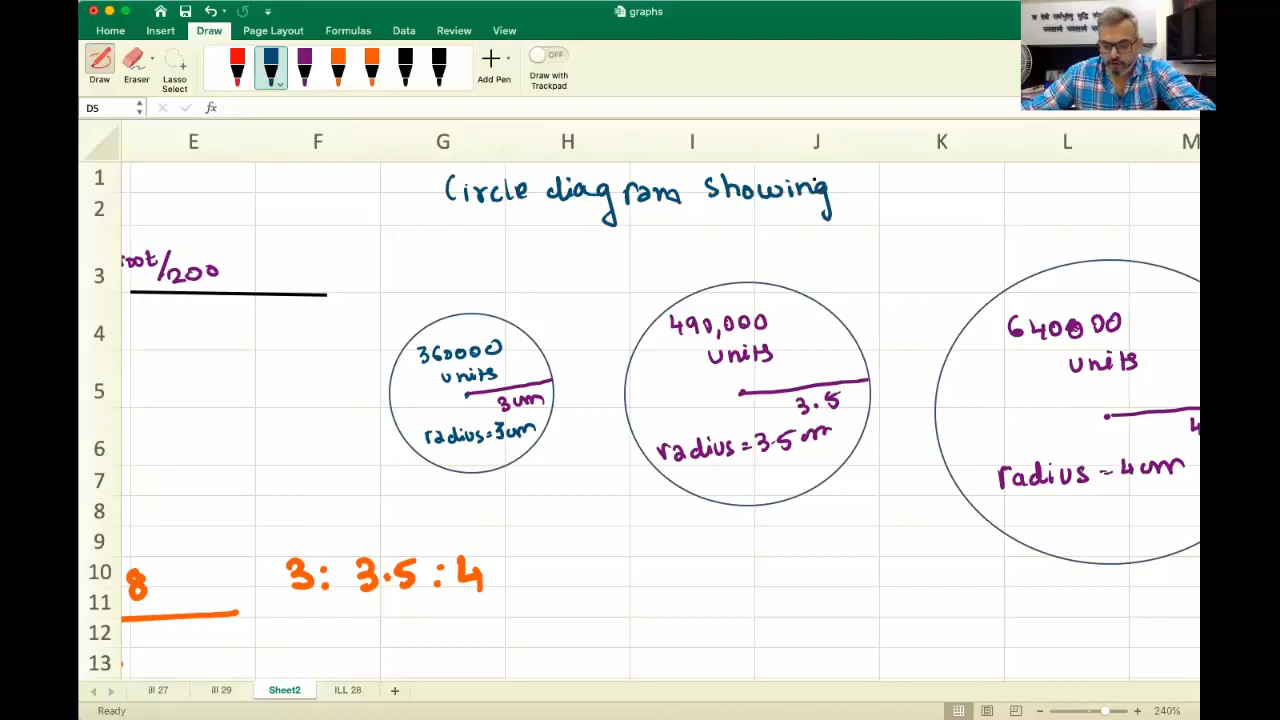 graphs
Home Insert Draw Page Layout Formulas Data Review View
Draw Eraser Lasso Select Add Pen OFF Draw with Trackpad
D5 fx
E F G H I J K L M
1
2
3
4
5
6
7
8
9
10
11
12
13
Circle diagram showing
root/200
360000
units
3cm
radius=3cm
490,000
units
3.5
radius=3.5cm
640000
units
4
radius=4cm
8
3: 3.5:4
ill 27 ill 29 Sheet2 ILL 28 +
Ready 240%